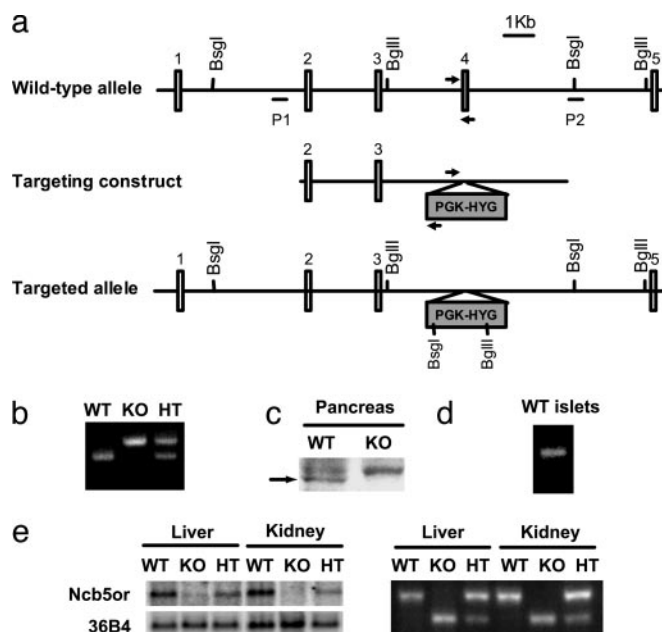 a
1Kb
1 BsgI 2 3 BglII 4 BsgI BglII 5
Wild-type allele
P1 P2
2 3
Targeting construct
PGK-HYG
1 BsgI 2 3 BglII BsgI BglII 5
Targeted allele
PGK-HYG
BsgI BglII
b
WT KO HT
c
Pancreas
WT KO
d
WT islets
e
Liver Kidney
WT KO HT WT KO HT
Ncb5or
36B4
Liver Kidney
WT KO HT WT KO HT